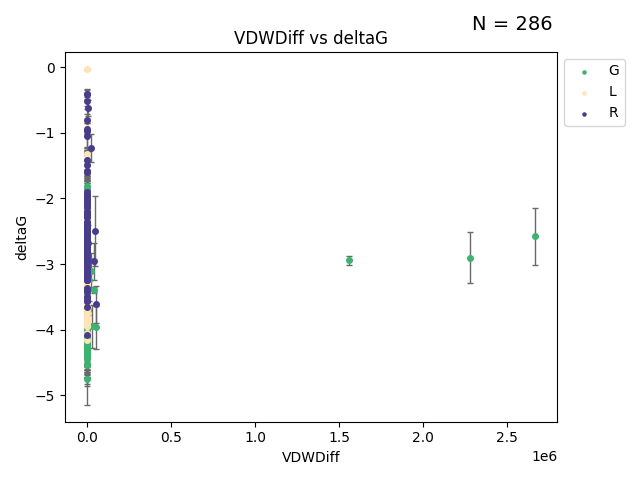 N = 286
VDWDiff vs deltaG
G
L
R
deltaG
0
−1
−2
−3
−4
−5
0.0 0.5 1.0 1.5 2.0 2.5
1e6
VDWDiff